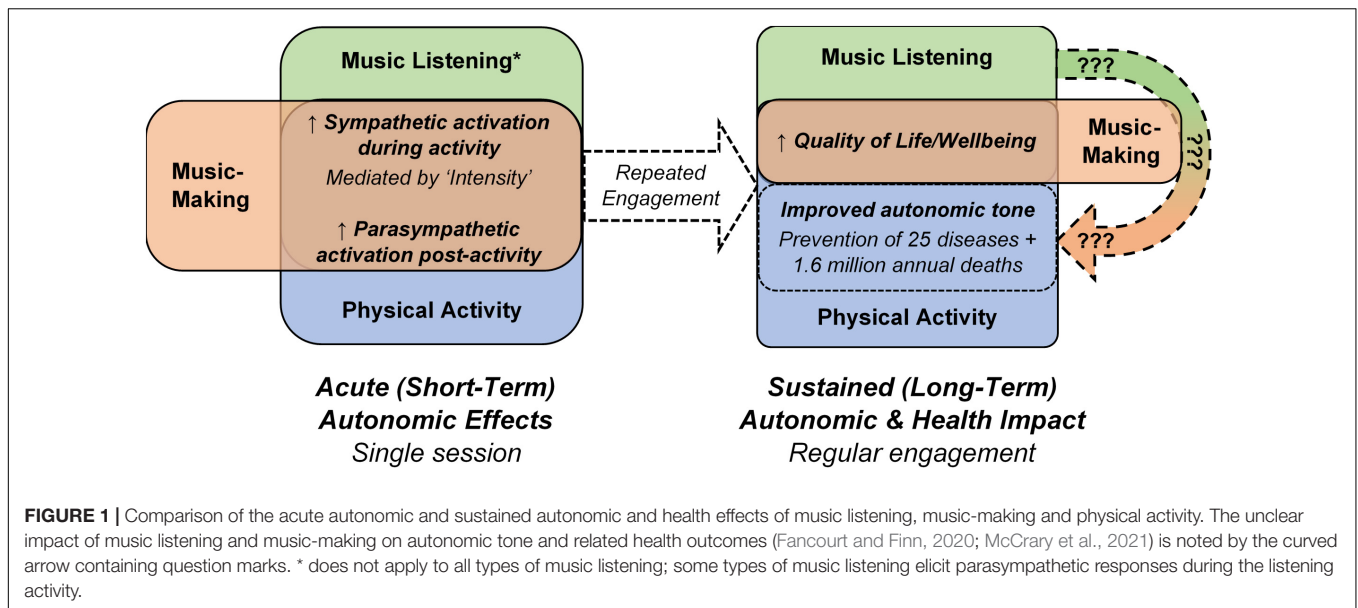 Music Listening*
Music-
Making
↑ Sympathetic activation
during activity
Mediated by ‘Intensity’
↑ Parasympathetic
activation post-activity
Physical Activity
Repeated
Engagement
Music Listening
↑ Quality of Life/Wellbeing
Music-
Making
Improved autonomic tone
Prevention of 25 diseases +
1.6 million annual deaths
Physical Activity
???
???
???
Acute (Short-Term)
Autonomic Effects
Single session
Sustained (Long-Term)
Autonomic & Health Impact
Regular engagement
FIGURE 1 | Comparison of the acute autonomic and sustained autonomic and health effects of music listening, music-making and physical activity. The unclear
impact of music listening and music-making on autonomic tone and related health outcomes (Fancourt and Finn, 2020; McCrary et al., 2021) is noted by the curved
arrow containing question marks. * does not apply to all types of music listening; some types of music listening elicit parasympathetic responses during the listening
activity.